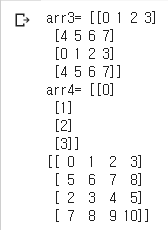 arr3= [[0 1 2 3]
[4 5 6 7]
[0 1 2 3]
[4 5 6 7]]
arr4= [[0]
[1]
[2]
[3]]
[[ 0 1 2 3]
[ 5 6 7 8]
[ 2 3 4 5]
[ 7 8 9 10]]